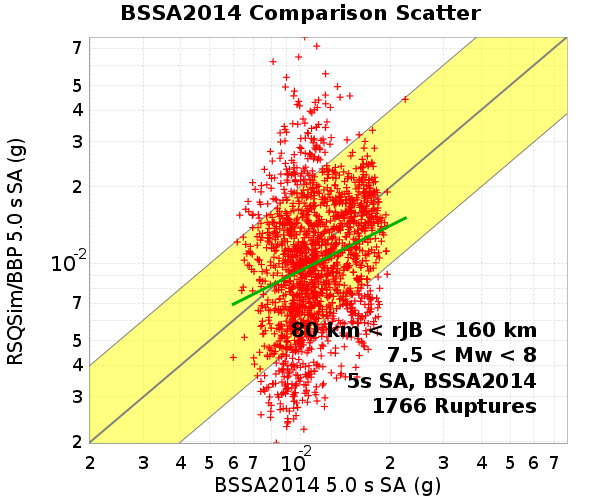 BSSA2014 Comparison Scatter
RSQSim/BBP 5.0 s SA (g)
7
5
4
3
2
10-2
7
5
4
3
2
80 km < rJB < 160 km
7.5 < Mw < 8
5s SA, BSSA2014
1766 Ruptures
2 3 4 5 6 7 10-2 2 3 4 5 6 7
BSSA2014 5.0 s SA (g)